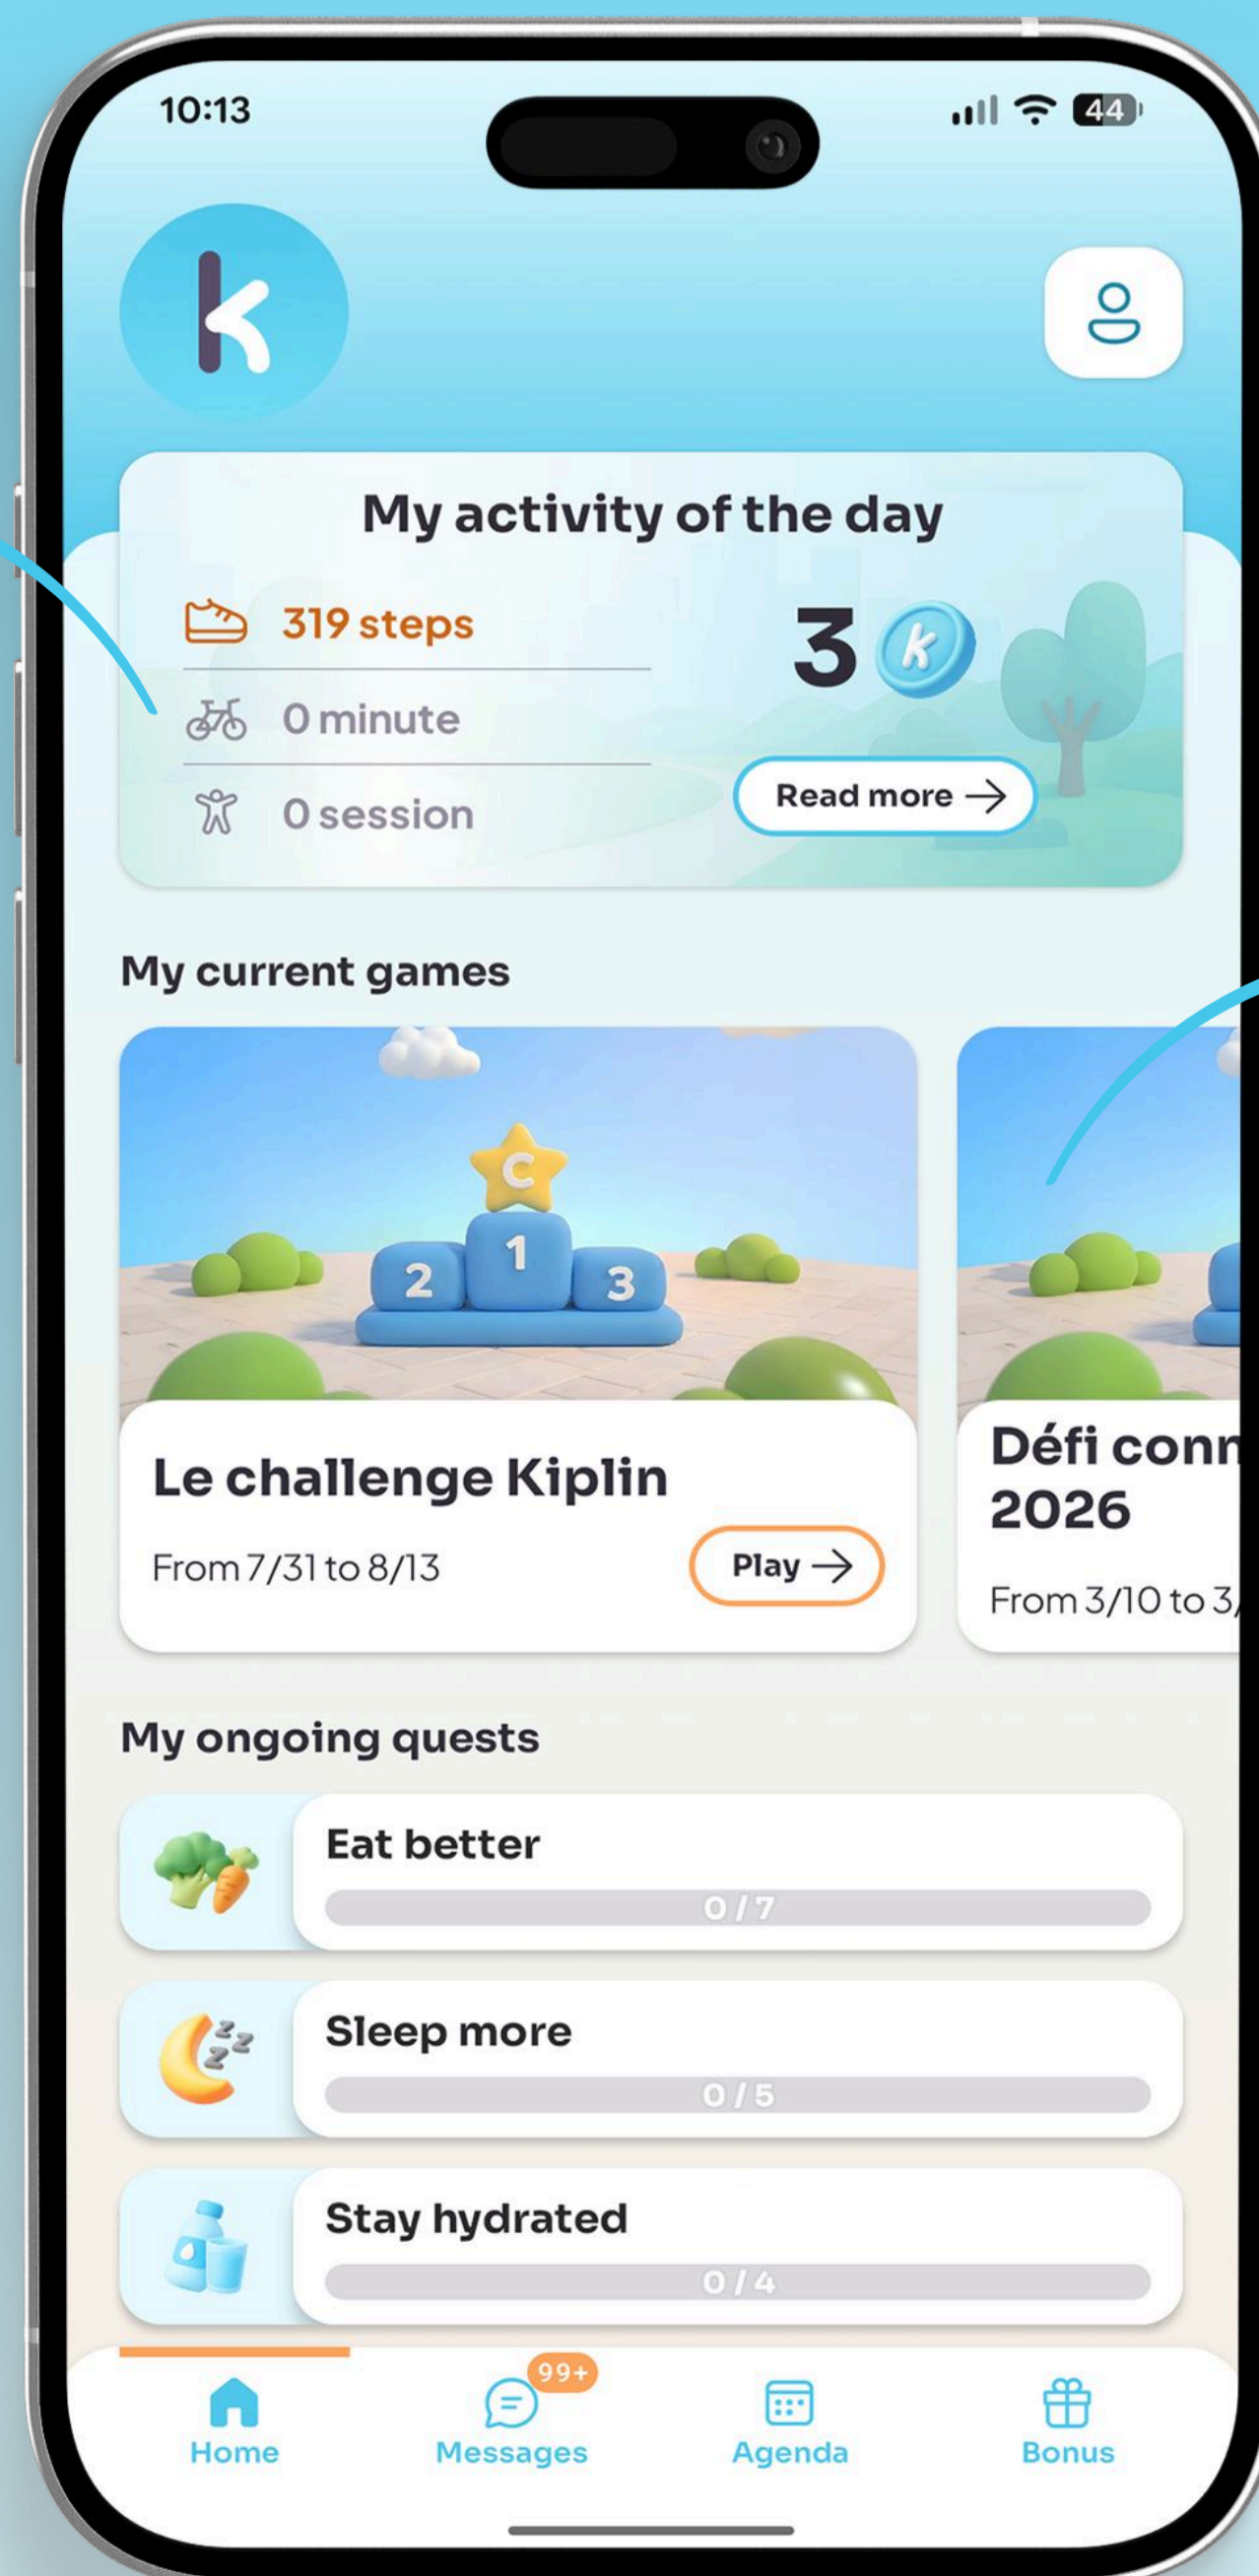 10:13
44
k
My activity of the day
319 steps
3 k
0 minute
0 session
Read more →
My current games
C
1
2
3
Le challenge Kiplin
From 7/31 to 8/13
Play →
Défi conn
2026
From 3/10 to 3/
My ongoing quests
Eat better
0 / 7
zzz
Sleep more
0 / 5
Stay hydrated
0 / 4
99+
Home
Messages
Agenda
Bonus